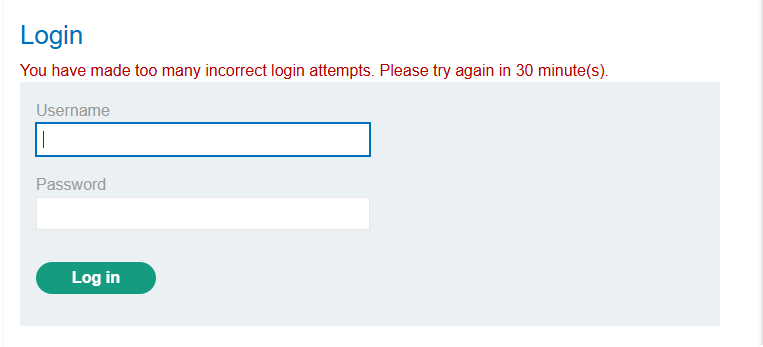 Login
You have made too many incorrect login attempts. Please try again in 30 minute(s).
Username
Password
Log in